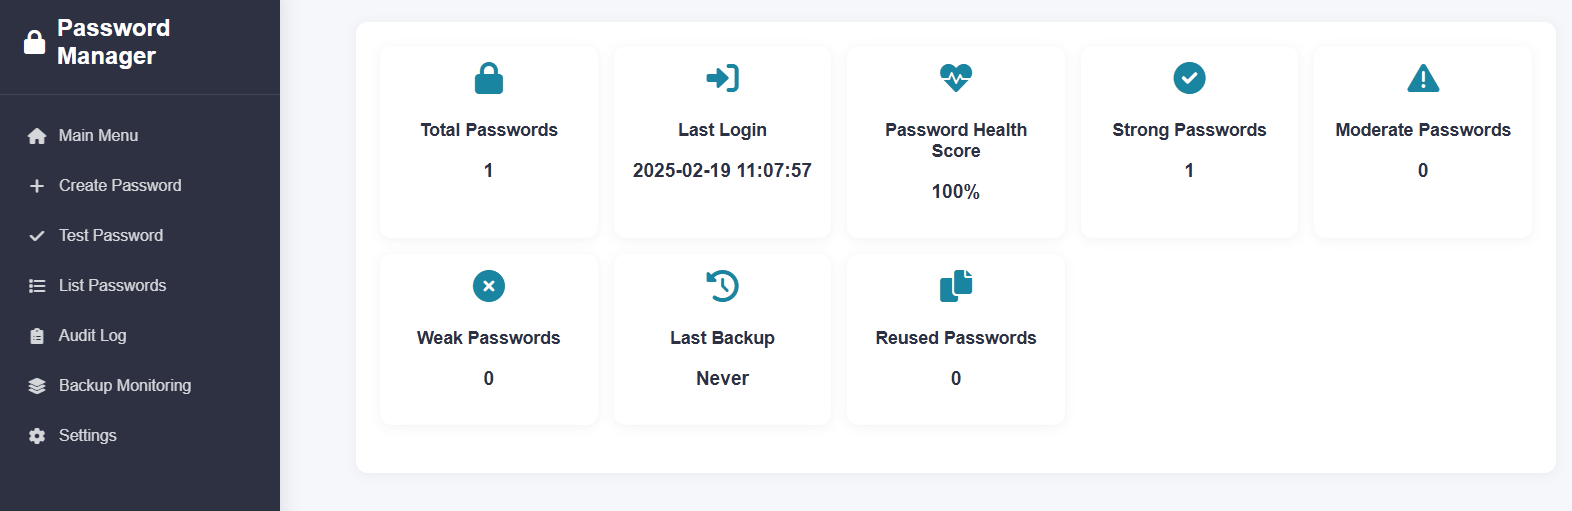 Password
Manager
Main Menu
Create Password
Test Password
List Passwords
Audit Log
Backup Monitoring
Settings
Total Passwords
1
Last Login
2025-02-19 11:07:57
Password Health
Score
100%
Strong Passwords
1
Moderate Passwords
0
Weak Passwords
0
Last Backup
Never
Reused Passwords
0